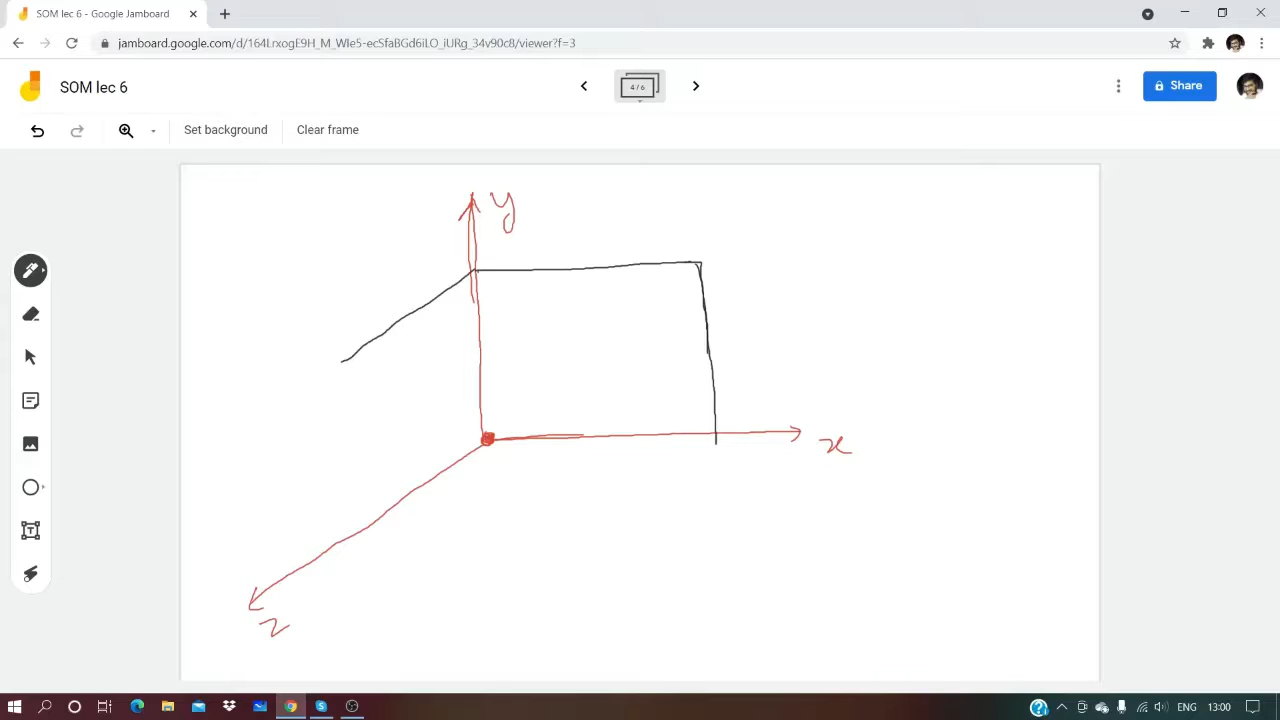 SOM lec 6 - Google Jamboard
jamboard.google.com/d/164LrxogE9H_M_Wle5-ecSfaBGd6iLO_iURg_34v90c8/viewer?f=3
SOM lec 6
4 / 6
Share
Set background
Clear frame
y
x
z
ENG
13:00